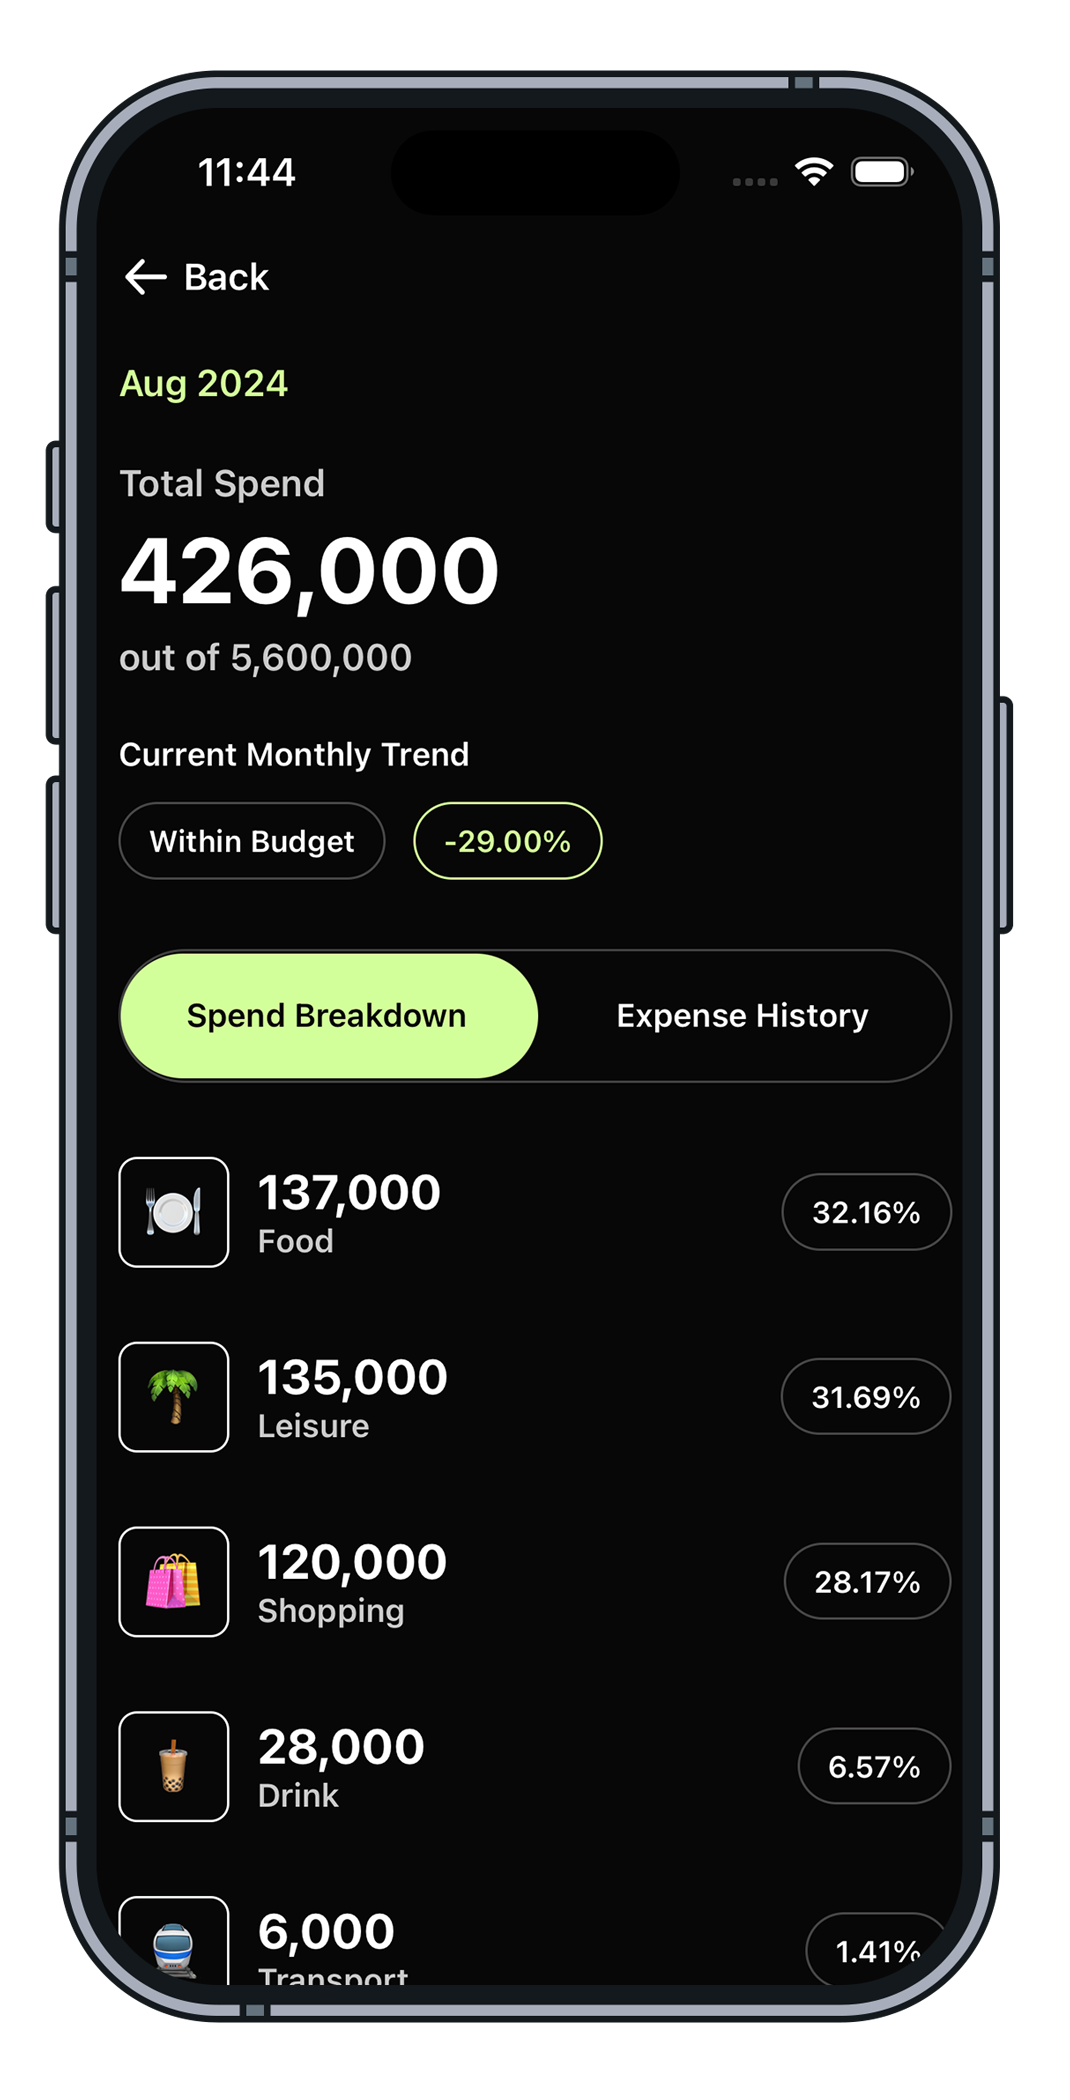 11:44
Back
Aug 2024
Total Spend
426,000
out of 5,600,000
Current Monthly Trend
Within Budget
-29.00%
Spend Breakdown
Expense History
137,000
Food
32.16%
135,000
Leisure
31.69%
120,000
Shopping
28.17%
28,000
Drink
6.57%
6,000
Transport
1.41%